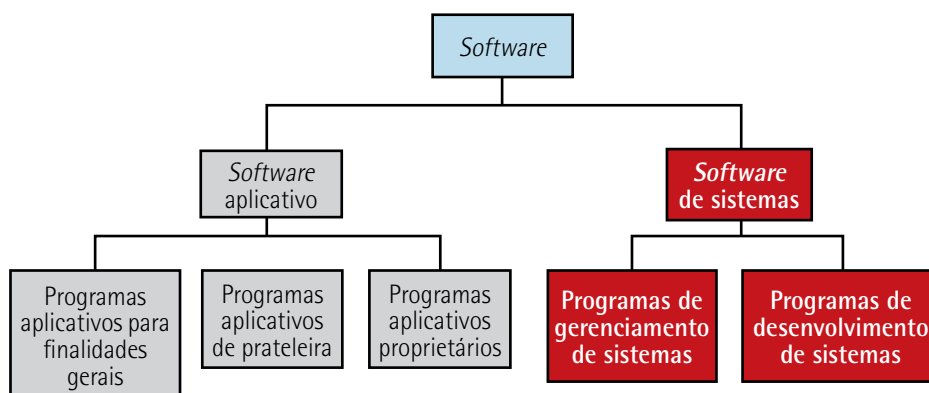 Software
Software
aplicativo
Software
de sistemas
Programas
aplicativos para
finalidades
gerais
Programas
aplicativos
de prateleira
Programas
aplicativos
proprietários
Programas de
gerenciamento
de sistemas
Programas de
desenvolvimento
de sistemas